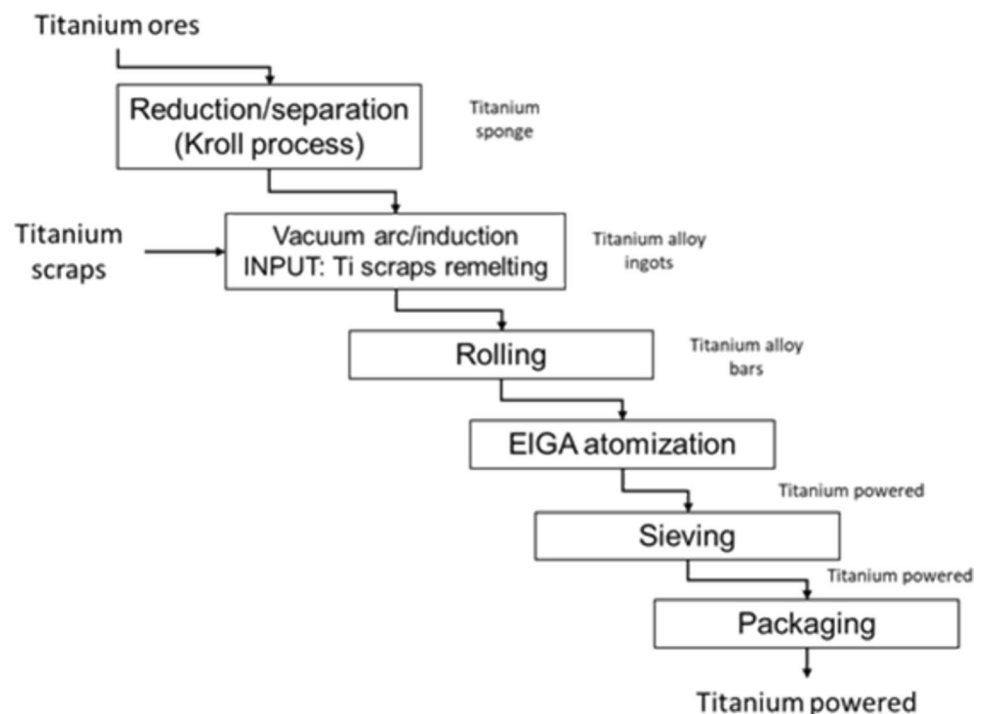 Titanium ores
Reduction/separation
(Kroll process)
Titanium
sponge
Titanium
scraps
Vacuum arc/induction
INPUT: Ti scraps remelting
Titanium alloy
ingots
Rolling
Titanium alloy
bars
EIGA atomization
Titanium powered
Sieving
Titanium powered
Packaging
Titanium powered